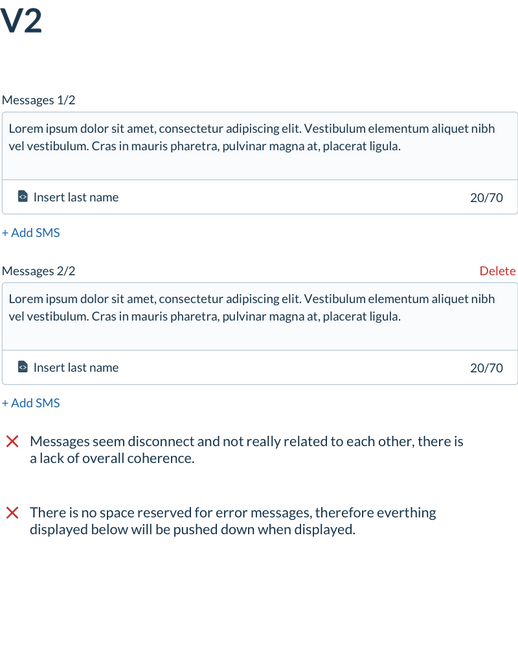 V2
Messages 1/2
Lorem ipsum dolor sit amet, consectetur adipiscing elit. Vestibulum elementum aliquet nibh
vel vestibulum. Cras in mauris pharetra, pulvinar magna at, placerat ligula.
Insert last name 20/70
+ Add SMS
Messages 2/2 Delete
Lorem ipsum dolor sit amet, consectetur adipiscing elit. Vestibulum elementum aliquet nibh
vel vestibulum. Cras in mauris pharetra, pulvinar magna at, placerat ligula.
Insert last name 20/70
+ Add SMS
Messages seem disconnect and not really related to each other, there is
a lack of overall coherence.
There is no space reserved for error messages, therefore everthing
displayed below will be pushed down when displayed.